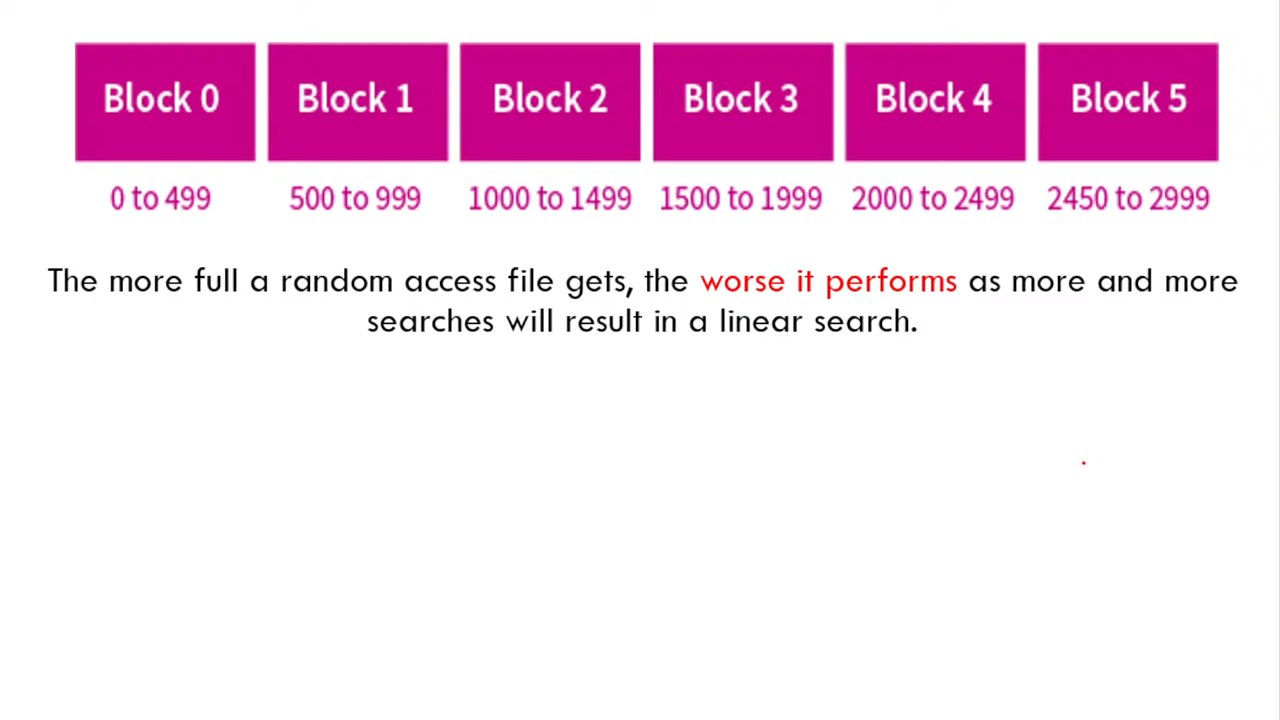 Block 0 Block 1 Block 2 Block 3 Block 4 Block 5
0 to 499 500 to 999 1000 to 1499 1500 to 1999 2000 to 2499 2450 to 2999
The more full a random access file gets, the worse it performs as more and more
searches will result in a linear search.